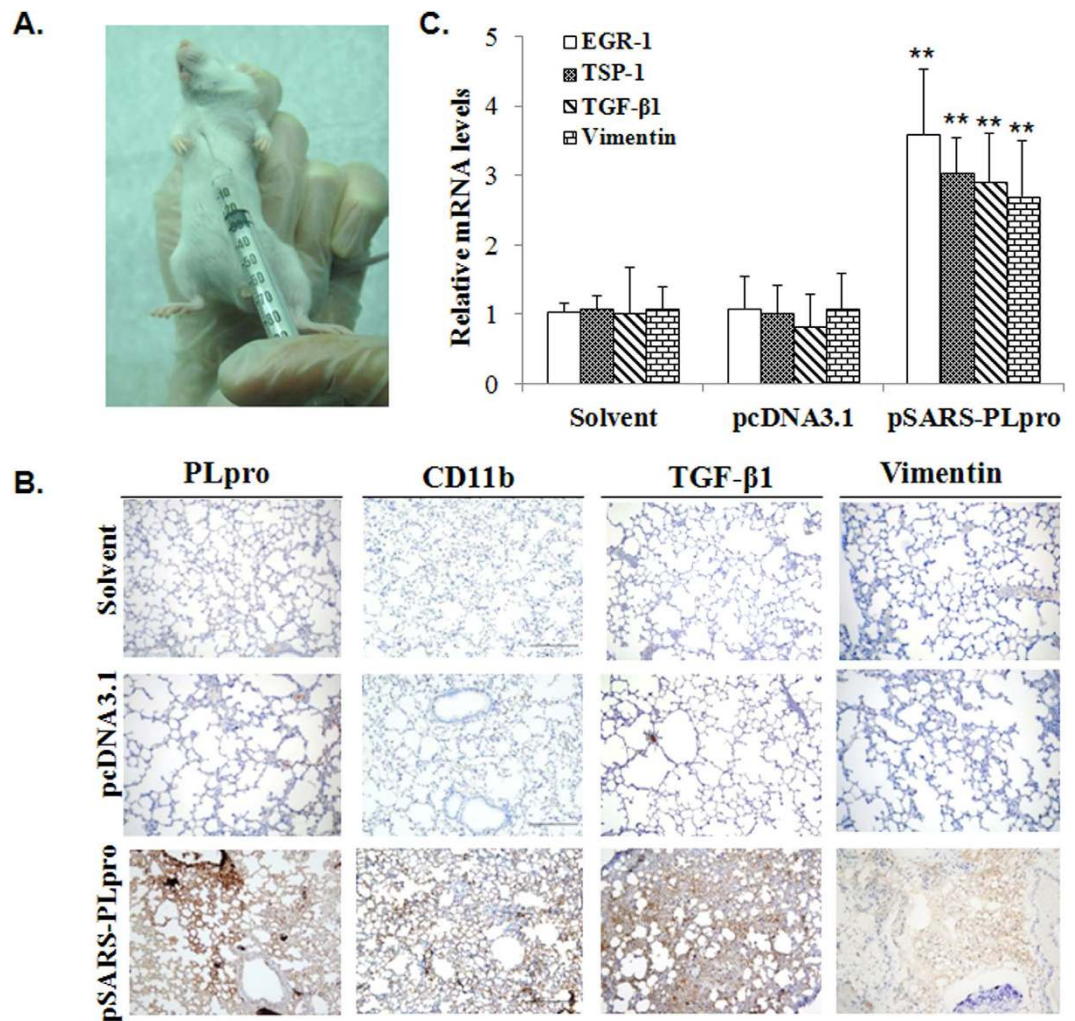 A.
C.
5
4
3
2
1
0
Relative mRNA levels
EGR-1
TSP-1
TGF-β1
Vimentin
**
** ** **
Solvent pcDNA3.1 pSARS-PLpro
B.
PLpro CD11b TGF-β1 Vimentin
Solvent
pcDNA3.1
pSARS-PLpro